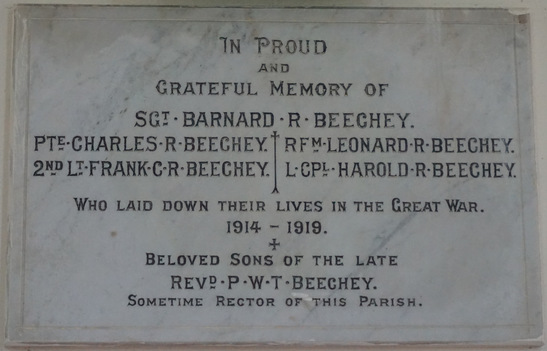 IN PROUD
AND
GRATEFUL MEMORY OF
SGT· BARNARD · R · BEECHEY.
PTE·CHARLES·R·BEECHEY. RFM·LEONARD·R·BEECHEY.
2ND LT·FRANK·C·R·BEECHEY. L·CPL·HAROLD·R·BEECHEY.
WHO LAID DOWN THEIR LIVES IN THE GREAT WAR.
1914 – 1919.
BELOVED SONS OF THE LATE
REVD·P·W·T·BEECHEY.
SOMETIME RECTOR OF THIS PARISH.